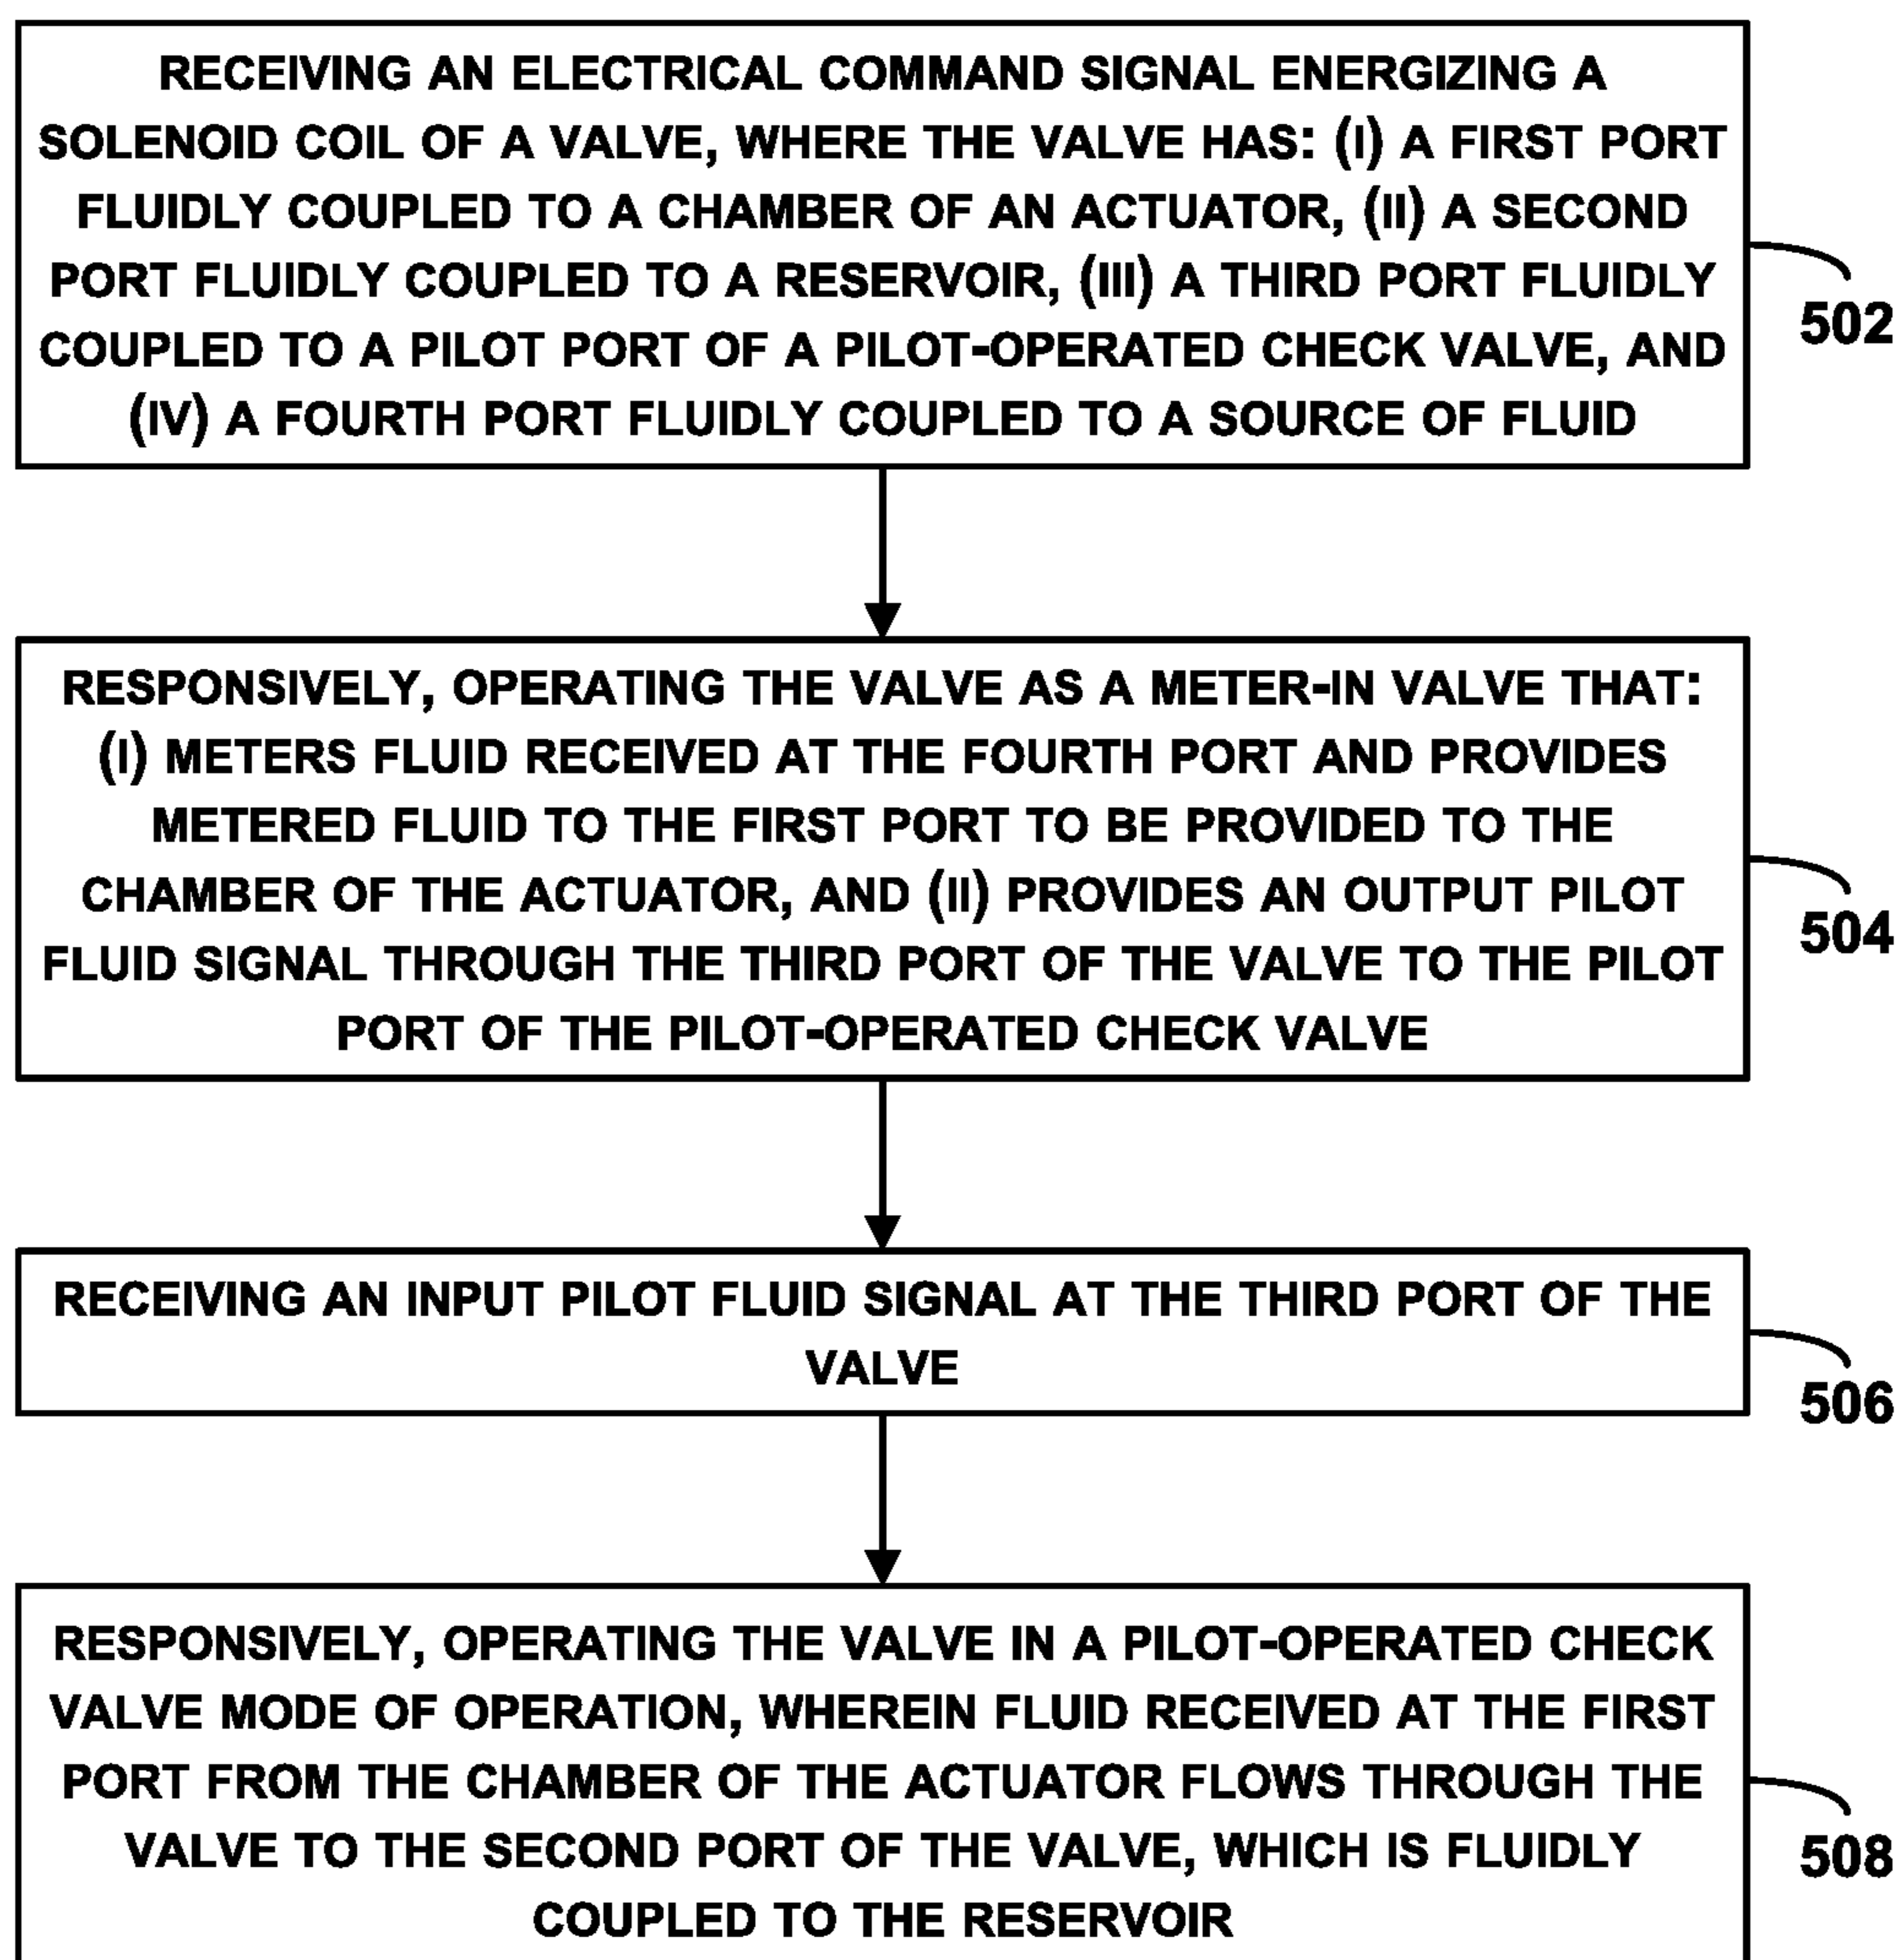 RECEIVING AN ELECTRICAL COMMAND SIGNAL ENERGIZING A
SOLENOID COIL OF A VALVE, WHERE THE VALVE HAS: (I) A FIRST PORT
FLUIDLY COUPLED TO A CHAMBER OF AN ACTUATOR, (II) A SECOND
PORT FLUIDLY COUPLED TO A RESERVOIR, (III) A THIRD PORT FLUIDLY
COUPLED TO A PILOT PORT OF A PILOT-OPERATED CHECK VALVE, AND
(IV) A FOURTH PORT FLUIDLY COUPLED TO A SOURCE OF FLUID
502
RESPONSIVELY, OPERATING THE VALVE AS A METER-IN VALVE THAT:
(I) METERS FLUID RECEIVED AT THE FOURTH PORT AND PROVIDES
METERED FLUID TO THE FIRST PORT TO BE PROVIDED TO THE
CHAMBER OF THE ACTUATOR, AND (II) PROVIDES AN OUTPUT PILOT
FLUID SIGNAL THROUGH THE THIRD PORT OF THE VALVE TO THE PILOT
PORT OF THE PILOT-OPERATED CHECK VALVE
504
RECEIVING AN INPUT PILOT FLUID SIGNAL AT THE THIRD PORT OF THE
VALVE
506
RESPONSIVELY, OPERATING THE VALVE IN A PILOT-OPERATED CHECK
VALVE MODE OF OPERATION, WHEREIN FLUID RECEIVED AT THE FIRST
PORT FROM THE CHAMBER OF THE ACTUATOR FLOWS THROUGH THE
VALVE TO THE SECOND PORT OF THE VALVE, WHICH IS FLUIDLY
COUPLED TO THE RESERVOIR
508